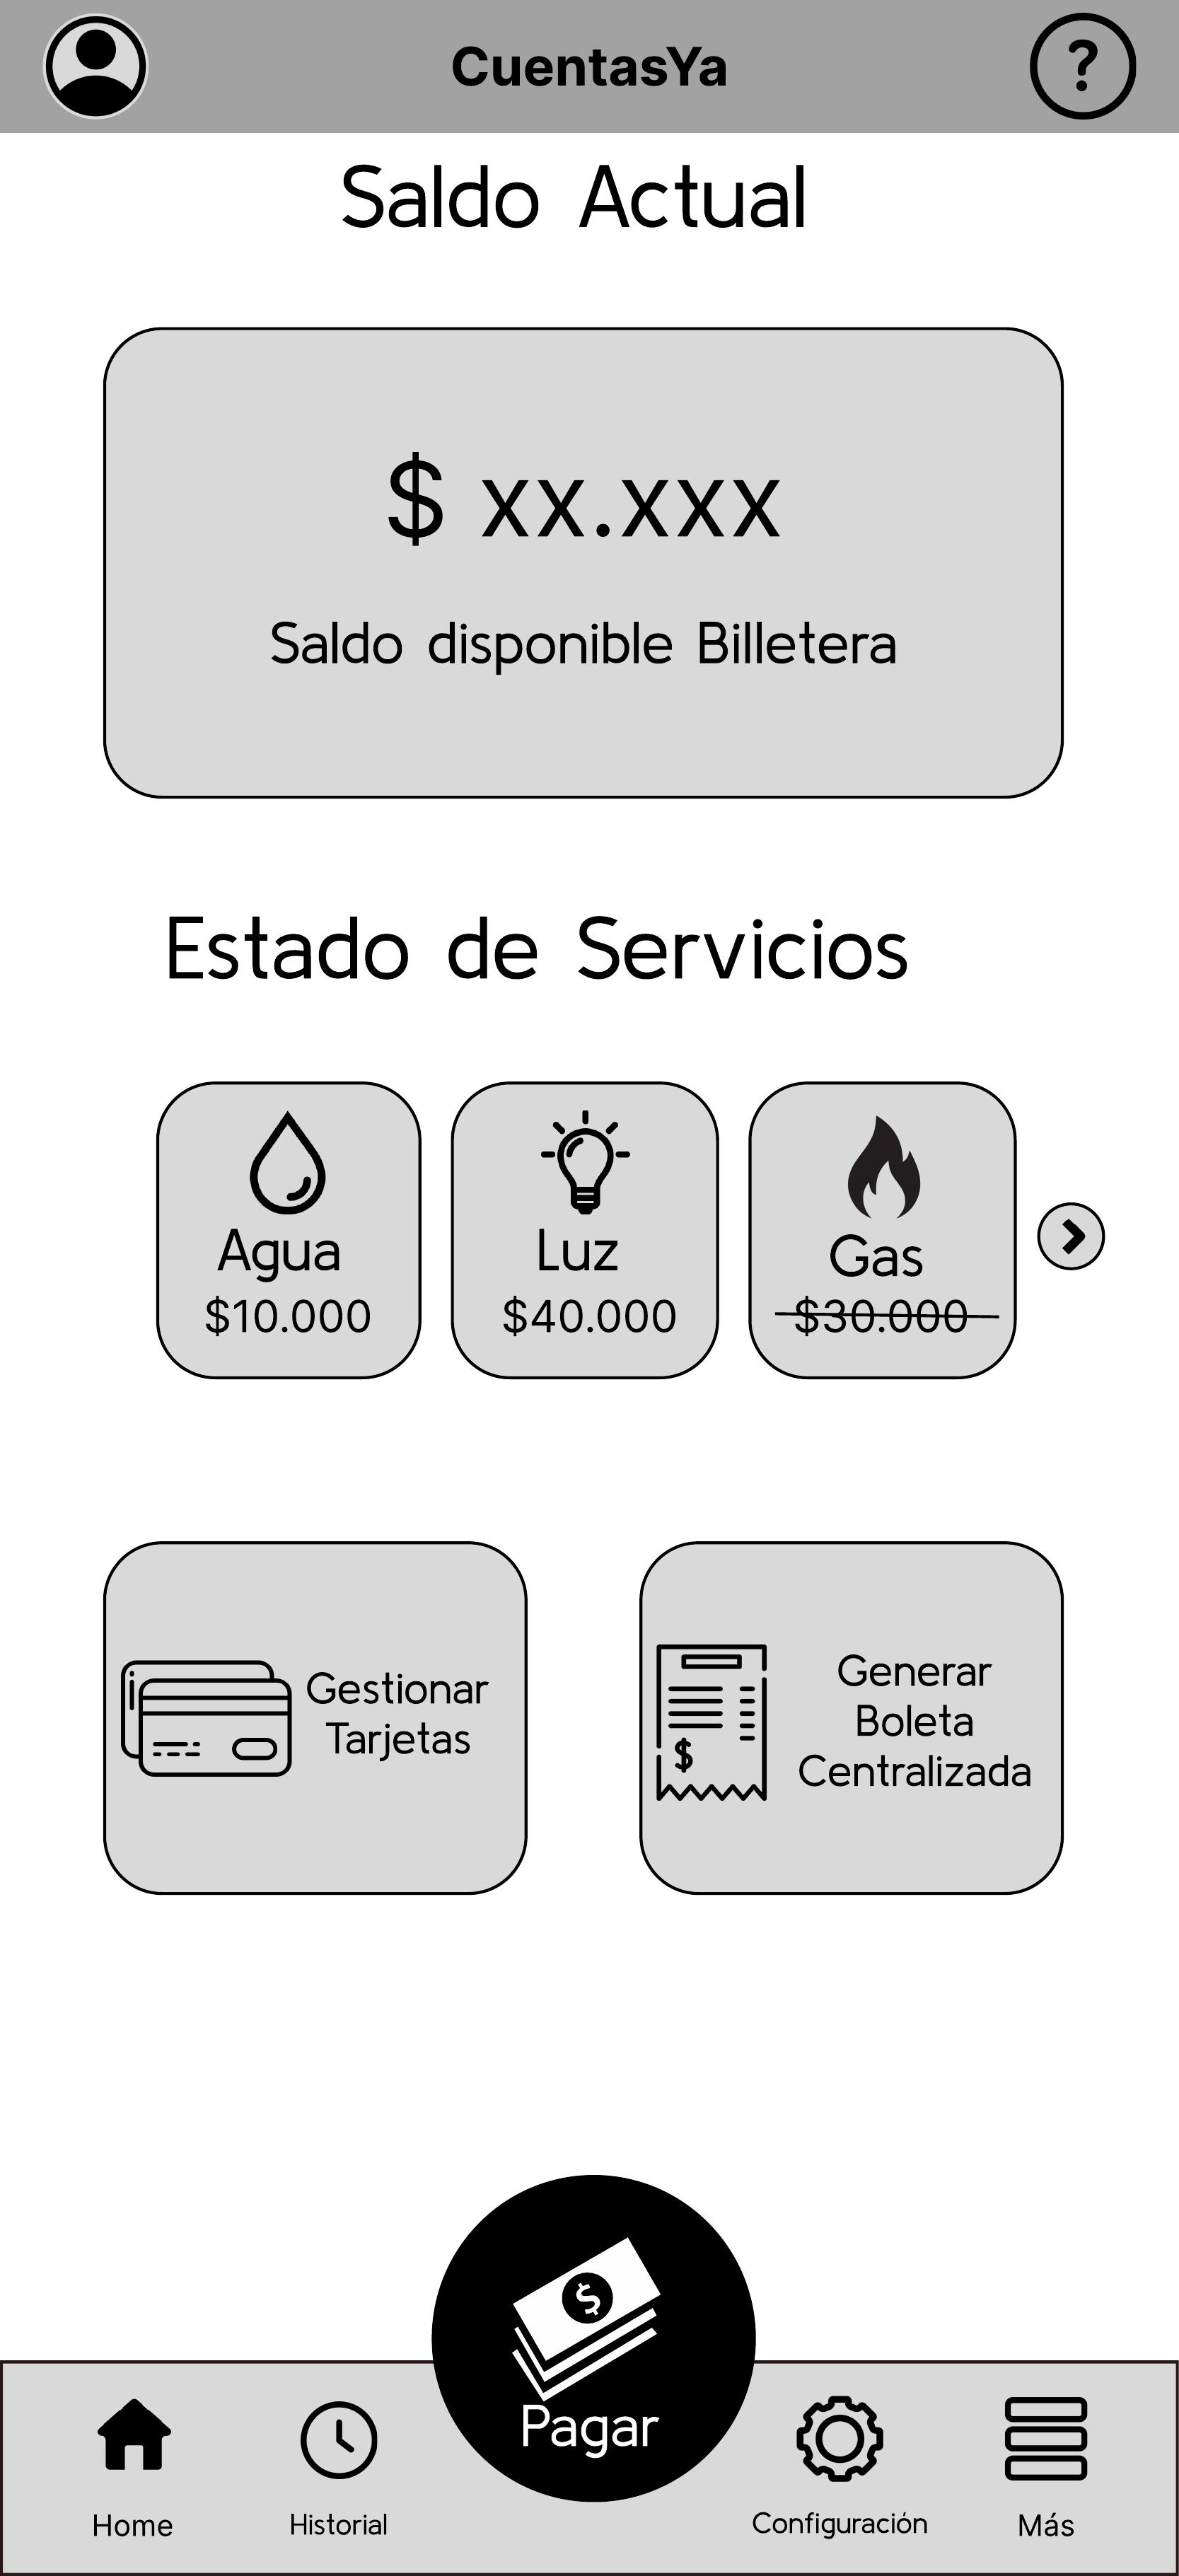 CuentasYa
?
Saldo Actual
$ xx.xxx
Saldo disponible Billetera
Estado de Servicios
Agua
$10.000
Luz
$40.000
Gas
$30.000
Gestionar
Tarjetas
$
Generar
Boleta
Centralizada
$
Pagar
Home
Historial
Configuración
Más